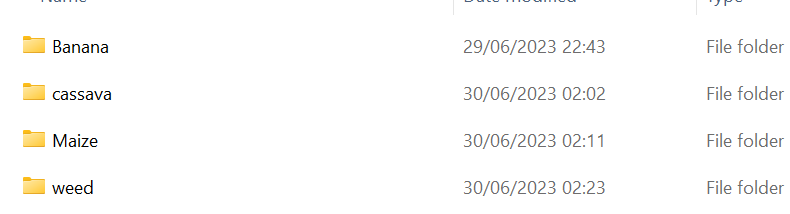 Name Date modified Type
Banana 29/06/2023 22:43 File folder
cassava 30/06/2023 02:02 File folder
Maize 30/06/2023 02:11 File folder
weed 30/06/2023 02:23 File folder